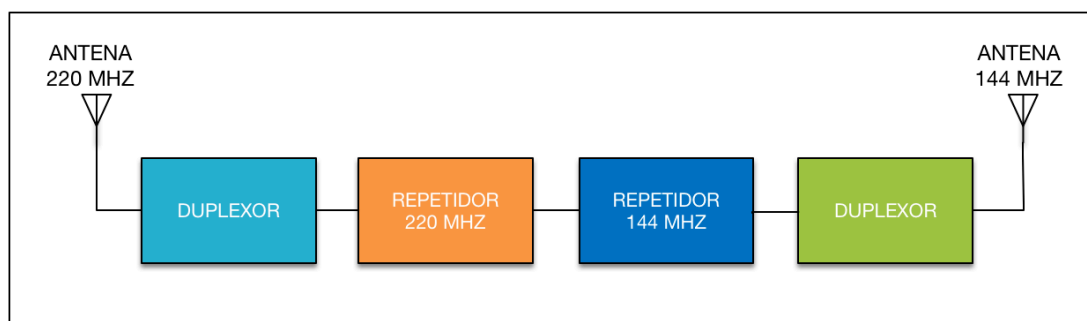 ANTENA
220 MHZ
ANTENA
144 MHZ
DUPLEXOR
REPETIDOR
220 MHZ
REPETIDOR
144 MHZ
DUPLEXOR